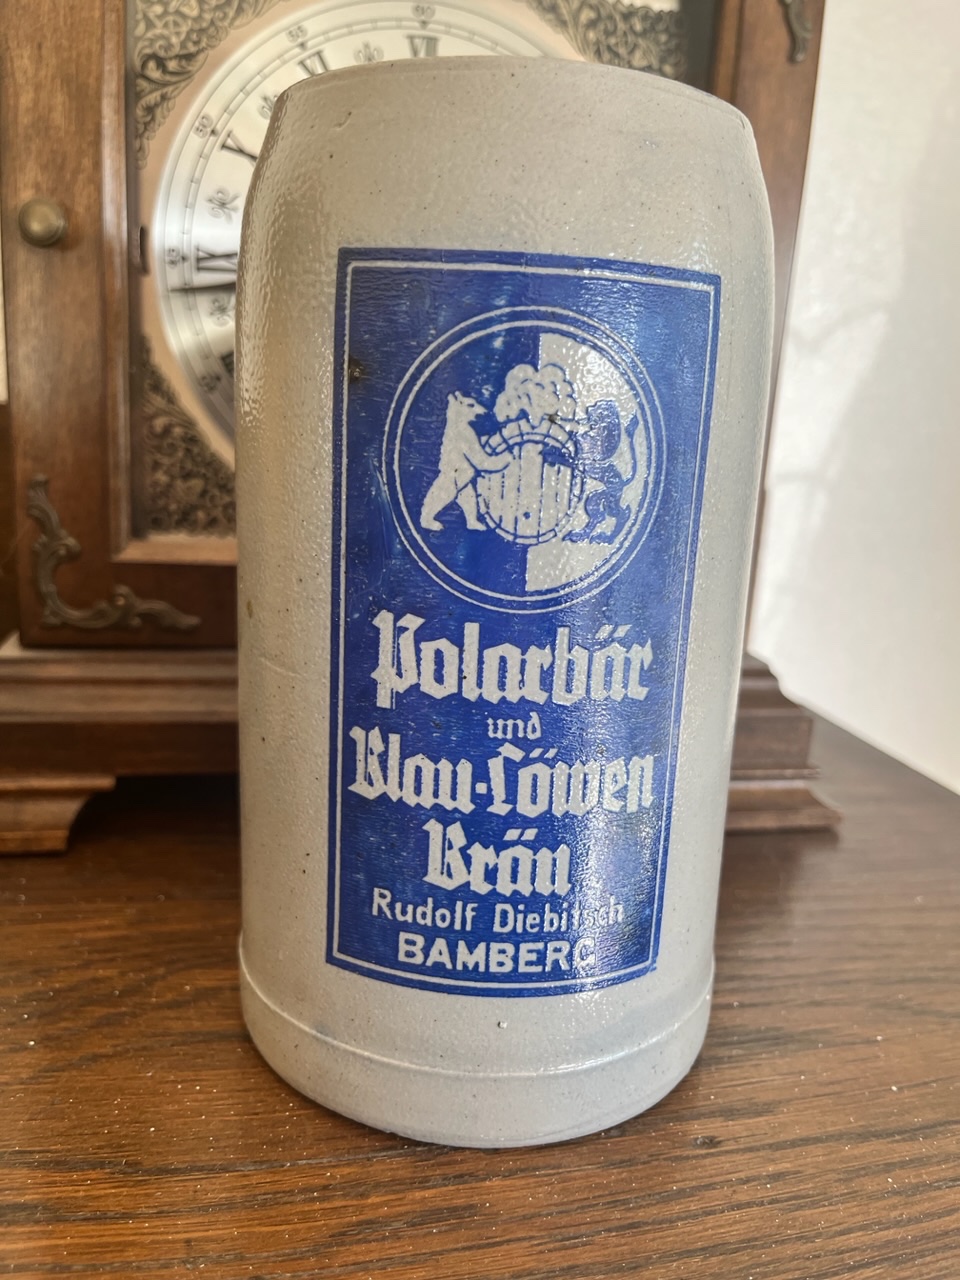 Polarbär
und
Blau-Löwen
Bräu
Rudolf Diebitsch
BAMBERG